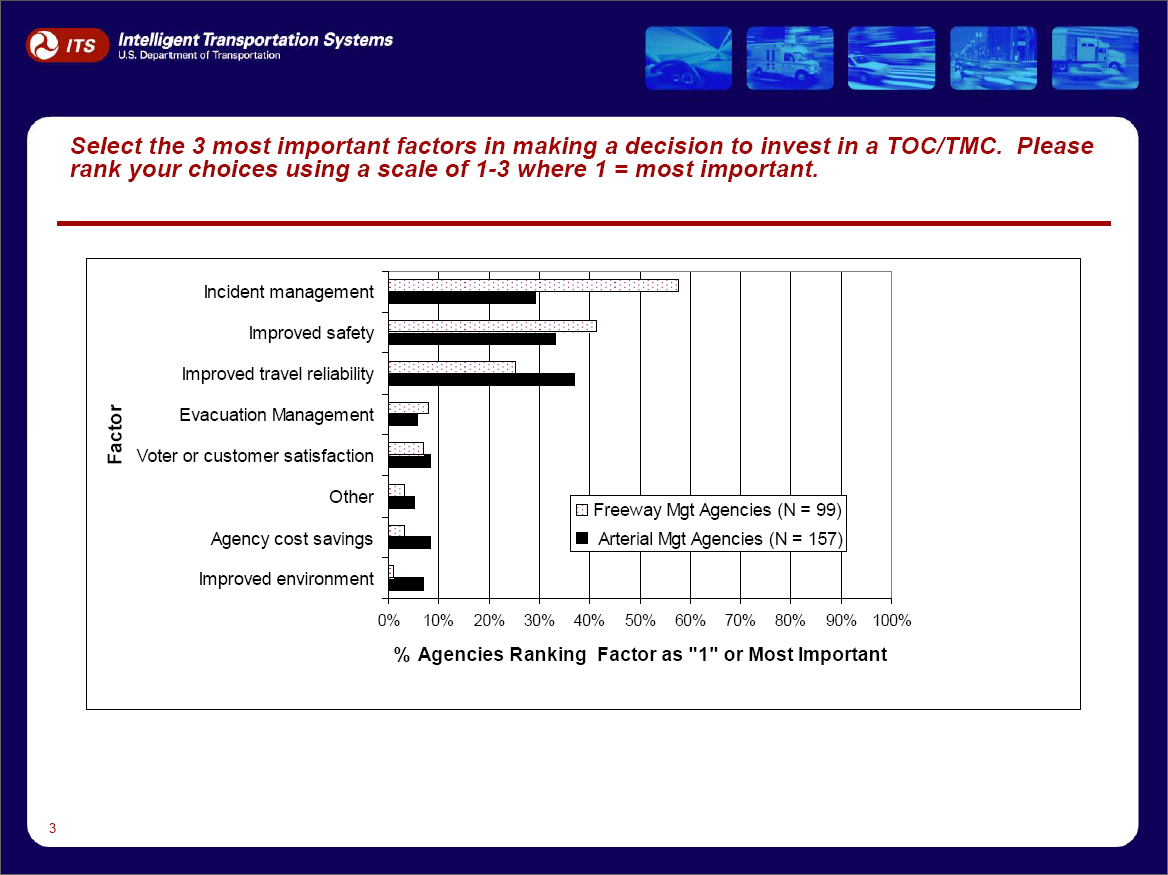 ITS
Intelligent Transportation Systems
U.S. Department of Transportation
Select the 3 most important factors in making a decision to invest in a TOC/TMC. Please
rank your choices using a scale of 1-3 where 1 = most important.
Factor
Incident management
Improved safety
Improved travel reliability
Evacuation Management
Voter or customer satisfaction
Other
Agency cost savings
Improved environment
Freeway Mgt Agencies (N = 99)
Arterial Mgt Agencies (N = 157)
0% 10% 20% 30% 40% 50% 60% 70% 80% 90% 100%
% Agencies Ranking Factor as "1" or Most Important
3